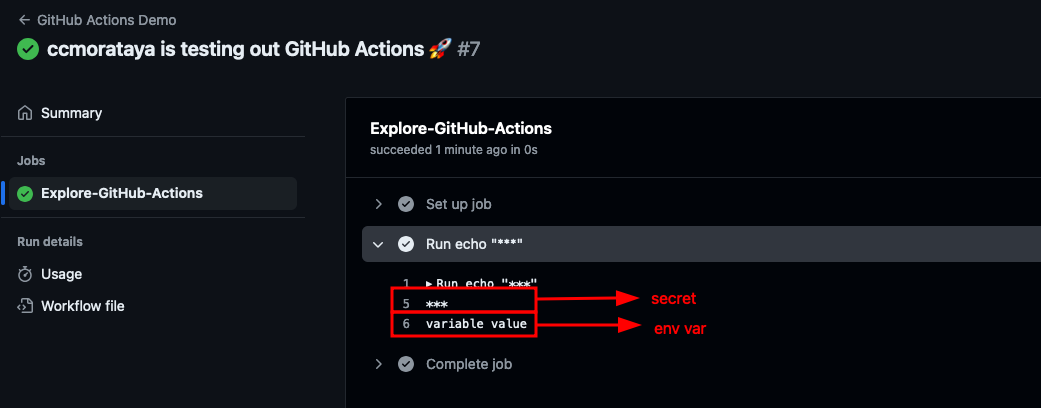 ← GitHub Actions Demo
ccmorataya is testing out GitHub Actions 🚀 #7
Summary
Jobs
Explore-GitHub-Actions
Run details
Usage
Workflow file
Explore-GitHub-Actions
succeeded 1 minute ago in 0s
Set up job
Run echo "***"
1 ▶ Run echo "***"
5 ***
secret
6 variable value
env var
Complete job